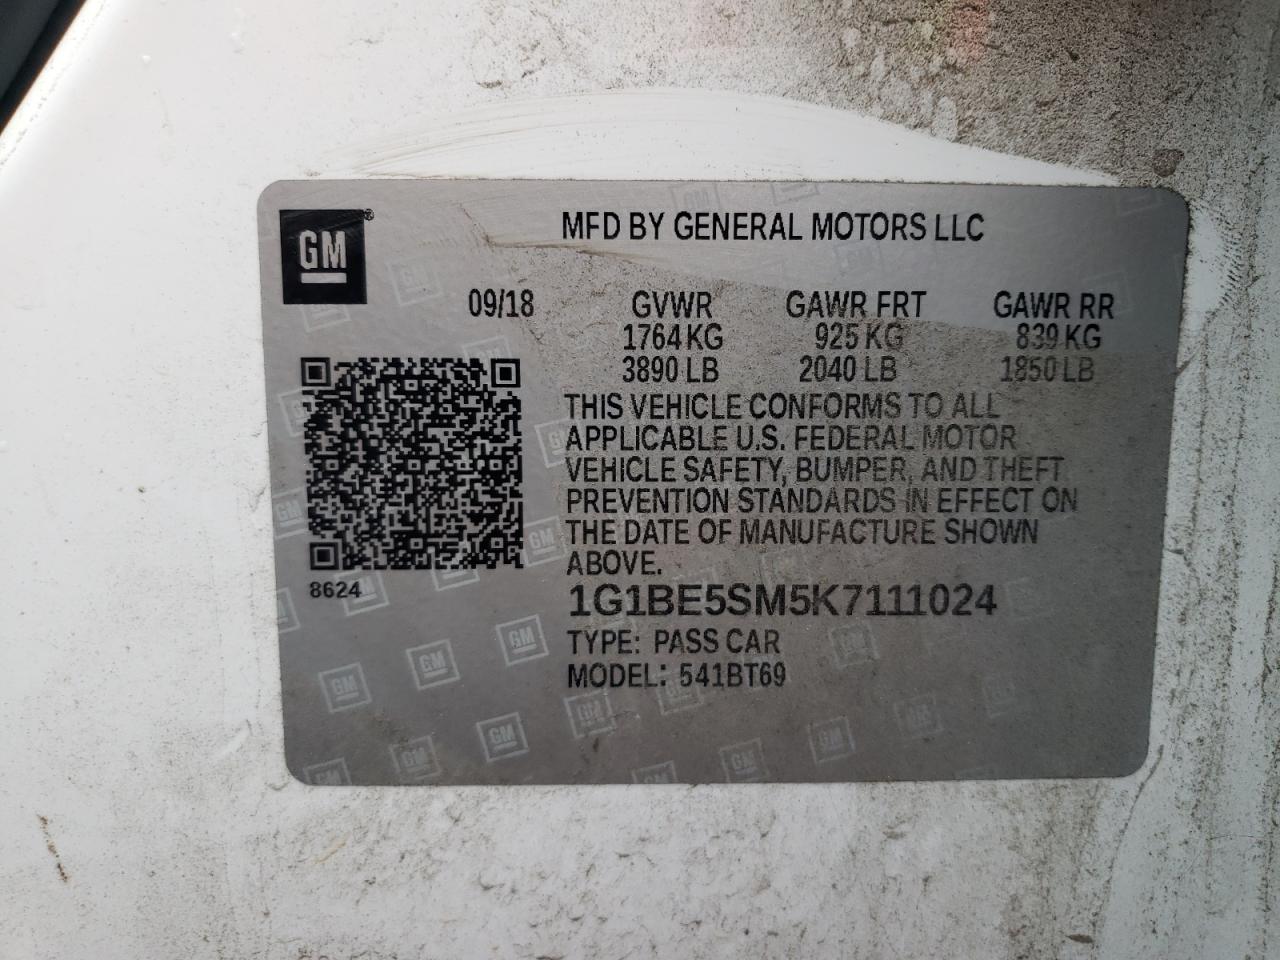 GM ®
MFD BY GENERAL MOTORS LLC
09/18 GVWR GAWR FRT GAWR RR
1764 KG 925 KG 839 KG
3890 LB 2040 LB 1850 LB
THIS VEHICLE CONFORMS TO ALL
APPLICABLE U.S. FEDERAL MOTOR
VEHICLE SAFETY, BUMPER, AND THEFT
PREVENTION STANDARDS IN EFFECT ON
THE DATE OF MANUFACTURE SHOWN
ABOVE.
8624
1G1BE5SM5K7111024
TYPE: PASS CAR
MODEL: 541BT69